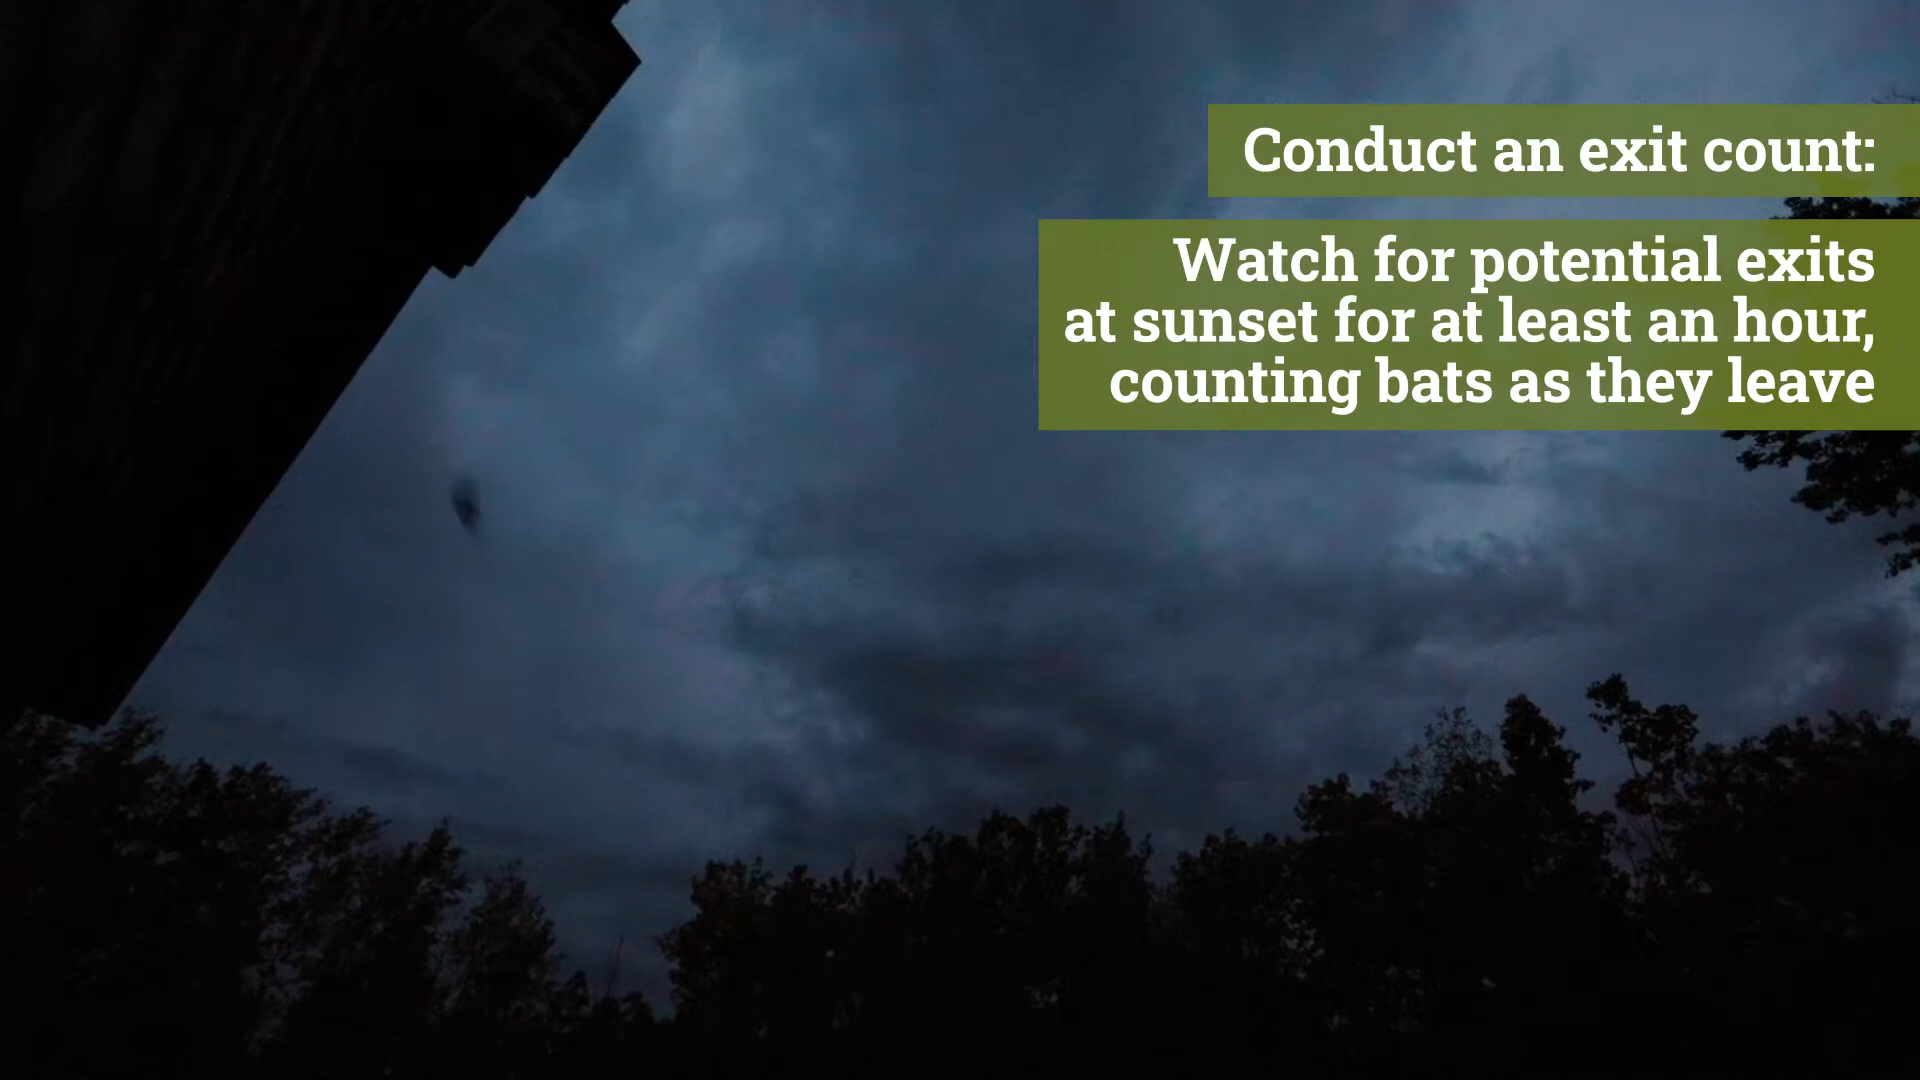 Conduct an exit count:
Watch for potential exits
at sunset for at least an hour,
counting bats as they leave